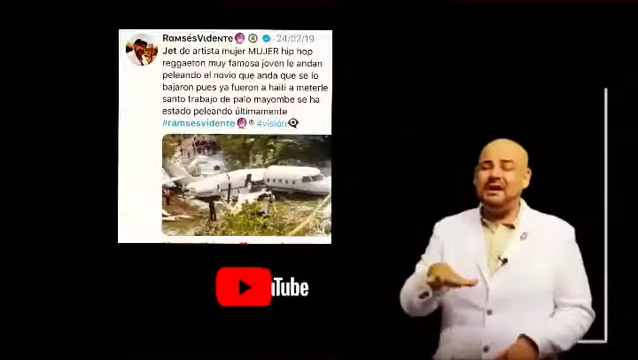 RamsésVidente 🔮 ® 24/02/19
Jet de artista mujer MUJER hip hop
reggaeton muy famosa joven le andan
peleando el novio que anda que se lo
bajaron pues ya fueron a haiti a meterle
santo trabajo de palo mayombe se ha
estado peleando últimamente
#ramsesvidente🔮® #visión👁‍🗨
uTube